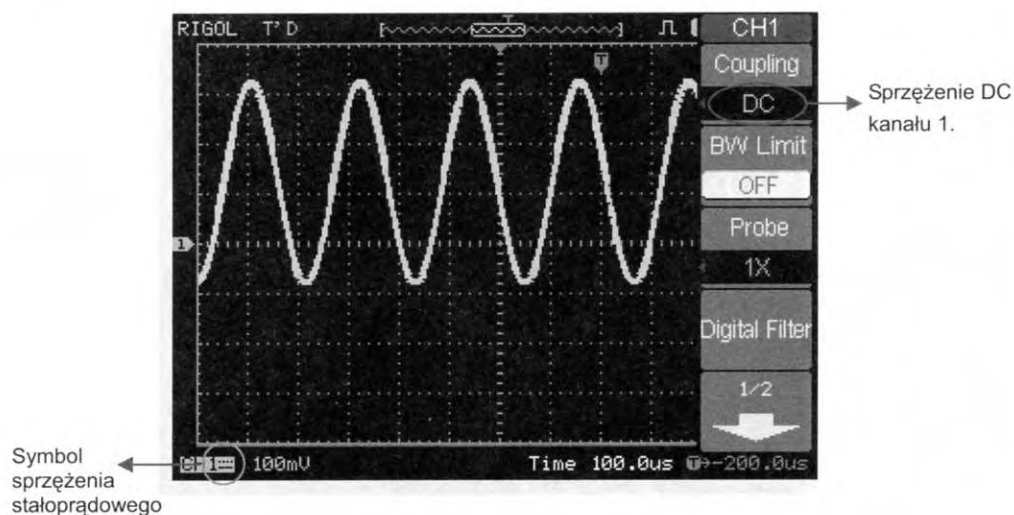 RIGOL T'D
T
CH1
Coupling
DC
Sprzężenie DC
kanału 1.
BW Limit
OFF
Probe
1
1X
Digital Filter
1/2
Symbol
sprzężenia
stałoprądowego
CH1 100mV Time 100.0us T→-200.0us